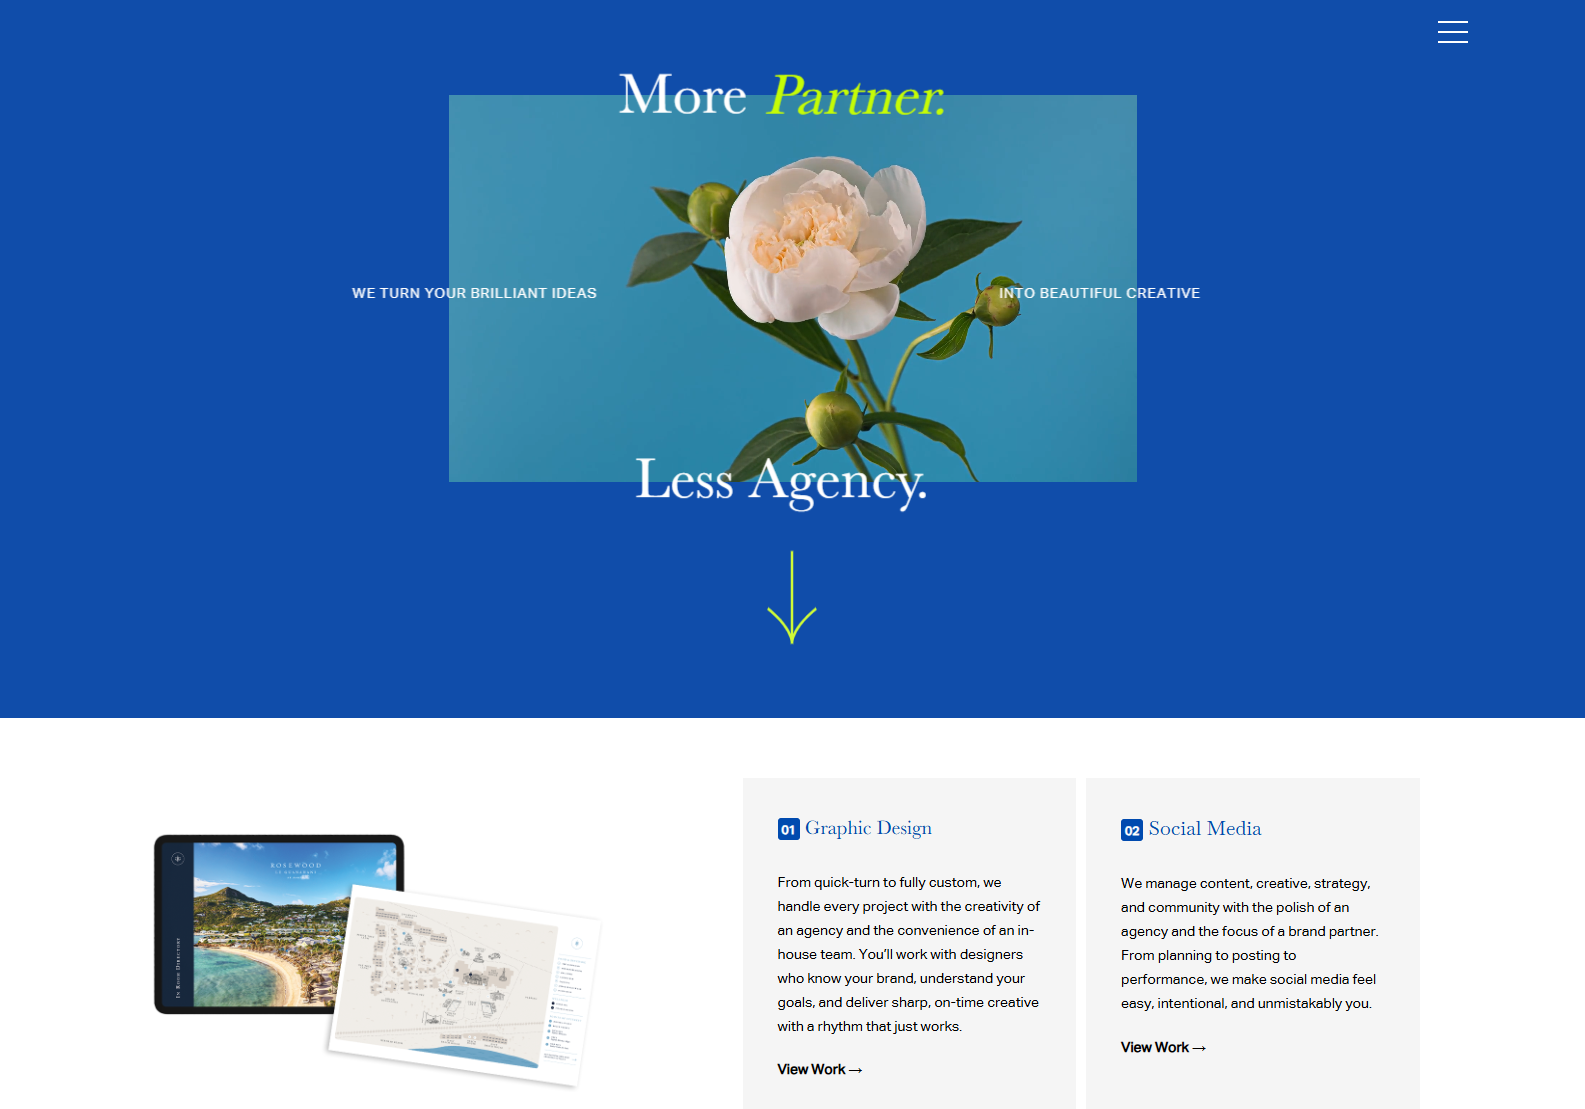 More Partner.
WE TURN YOUR BRILLIANT IDEAS
INTO BEAUTIFUL CREATIVE
Less Agency.
ROSEWOOD
IN ROOM DIRECTORY
01 Graphic Design
From quick-turn to fully custom, we
handle every project with the creativity of
an agency and the convenience of an in-
house team. You’ll work with designers
who know your brand, understand your
goals, and deliver sharp, on-time creative
with a rhythm that just works.
View Work →
02 Social Media
We manage content, creative, strategy,
and community with the polish of an
agency and the focus of a brand partner.
From planning to posting to
performance, we make social media feel
easy, intentional, and unmistakably you.
View Work →